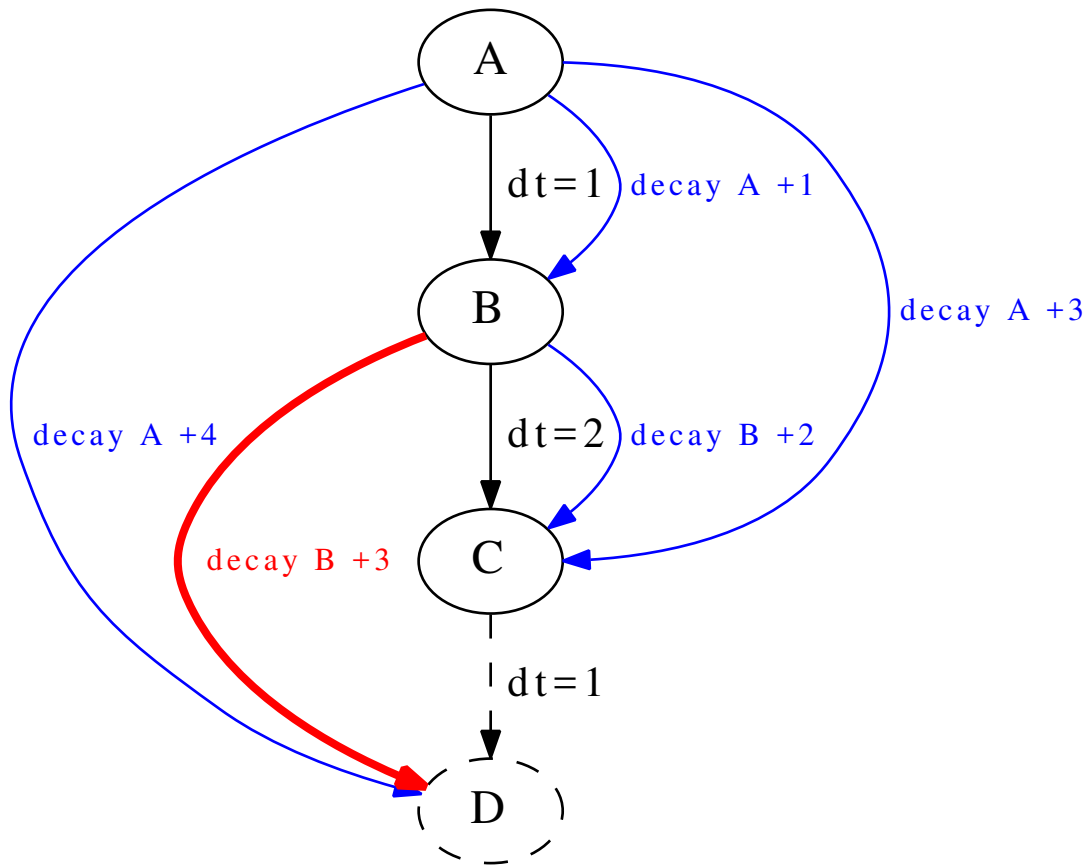 A
dt=1 decay A +1
B
decay A +3
decay A +4
dt=2 decay B +2
C
decay B +3
dt=1
D